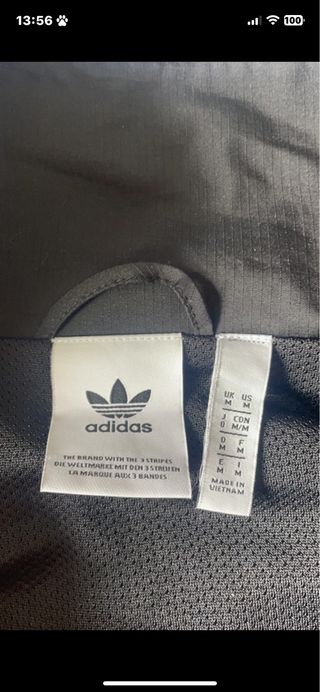 13:56
100
adidas
THE BRAND WITH THE 3 STRIPES
DIE WELTMARKE MIT DEN 3 STREIFEN
LA MARQUE AUX 3 BANDES
UK US
M M
J CDN
O M/M
D F
M M
E I
M M
MADE IN
VIETNAM